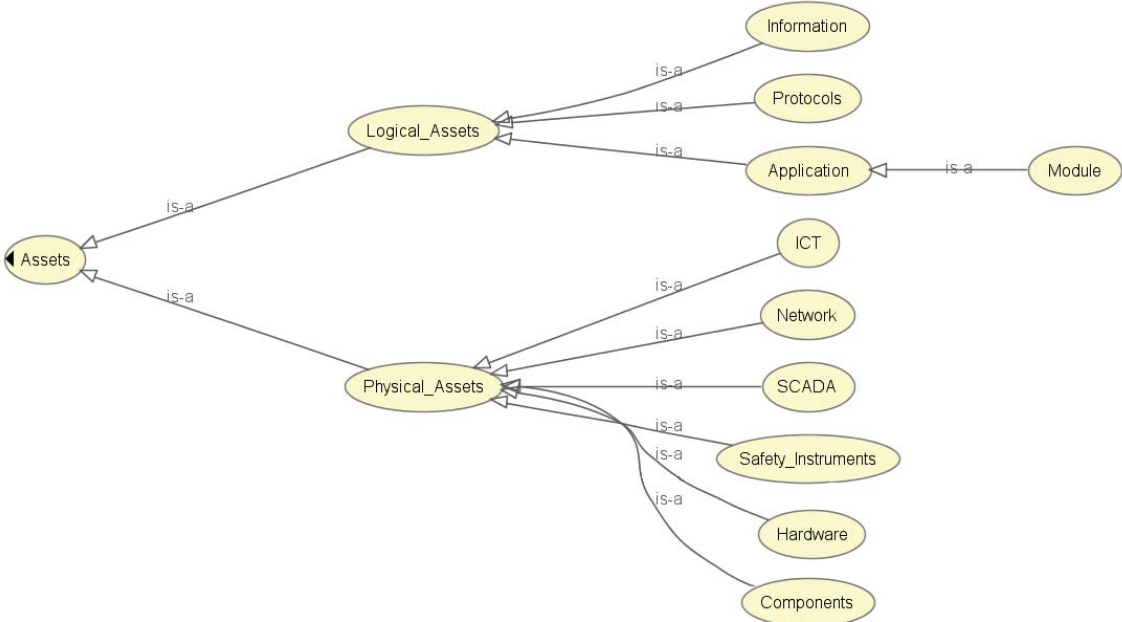 Information
is-a
Protocols
is-a
Logical_Assets
is-a
Application
is-a
Module
is-a
ICT
Assets
is-a
is-a
Network
is-a
Physical_Assets
is-a
SCADA
is-a
Safety_Instruments
is-a
Hardware
is-a
Components